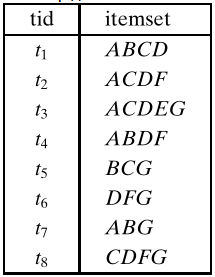 tid itemset
t1 ABCD
t2 ACDF
t3 ACDEG
t4 ABDF
t5 BCG
t6 DFG
t7 ABG
t8 CDFG